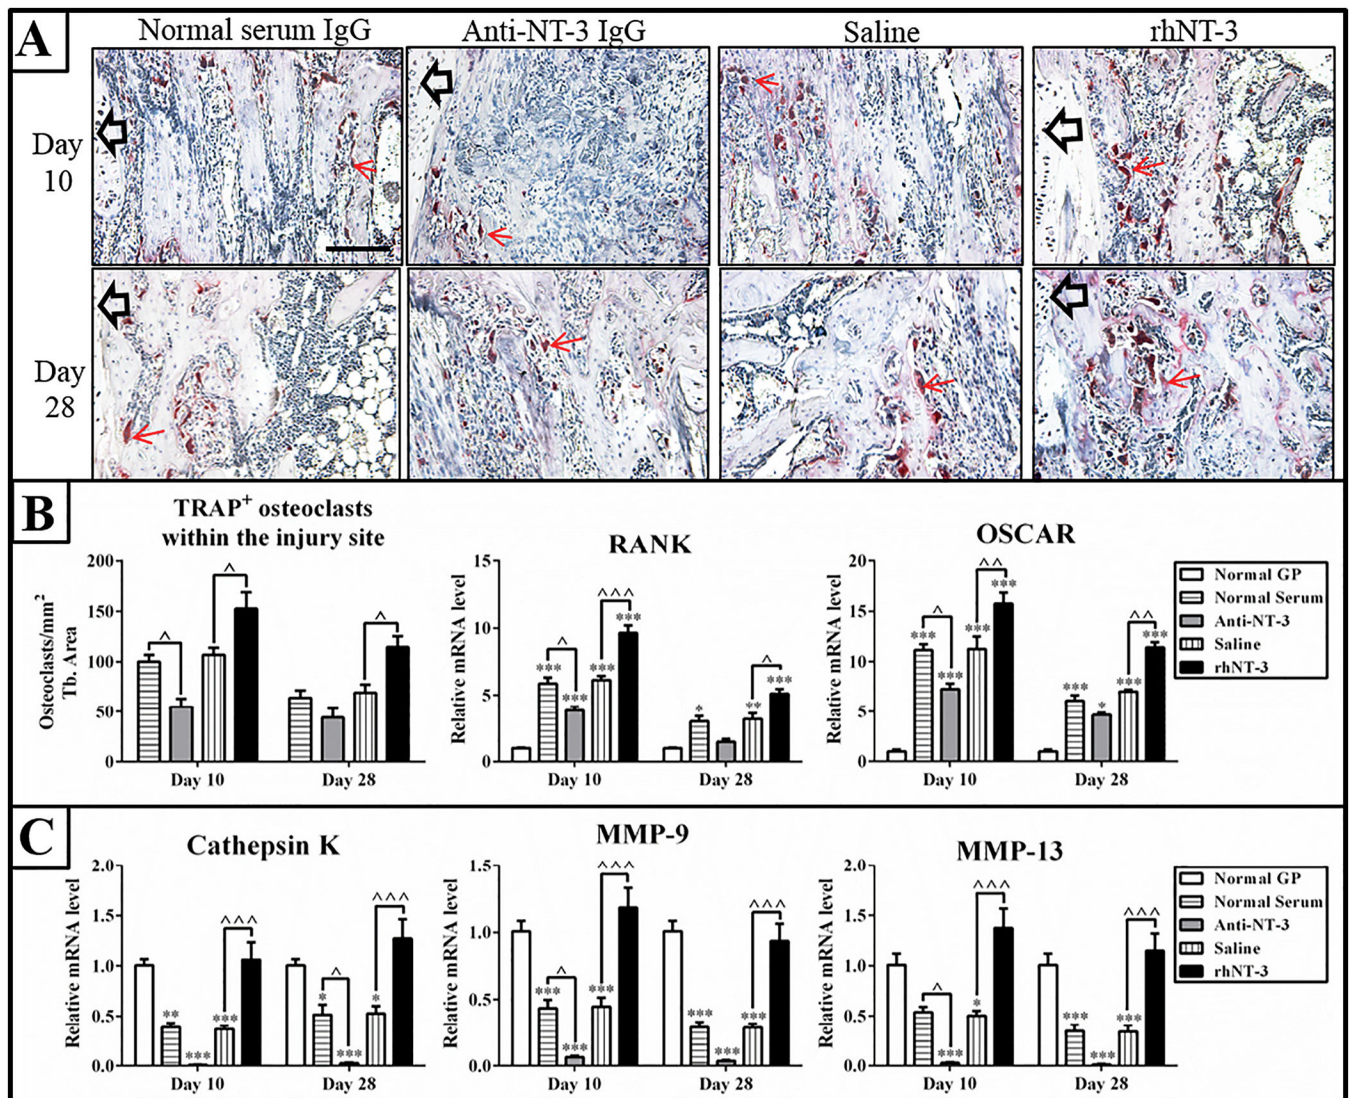 A
Normal serum IgG
Anti-NT-3 IgG
Saline
rhNT-3
Day
10
Day
28
B
TRAP+ osteoclasts
within the injury site
Osteoclasts/mm2
Tb. Area
200
150
100
50
0
^
^
^
Day 10
Day 28
RANK
Relative mRNA level
15
10
5
0
***
^
***
***
^^^
***
*
**
^
***
Day 10
Day 28
OSCAR
Relative mRNA level
20
15
10
5
0
***
^
***
***
^^
***
***
*
***
^^
***
Day 10
Day 28
Normal GP
Normal Serum
Anti-NT-3
Saline
rhNT-3
C
Cathepsin K
Relative mRNA level
2.0
1.5
1.0
0.5
0.0
**
***
***
^^^
*
^
***
*
^^^
Day 10
Day 28
MMP-9
Relative mRNA level
1.5
1.0
0.5
0.0
***
^
***
***
^^^
***
***
***
^^^
Day 10
Day 28
MMP-13
Relative mRNA level
2.0
1.5
1.0
0.5
0.0
^
***
*
^^^
***
***
***
^^^
Day 10
Day 28
Normal GP
Normal Serum
Anti-NT-3
Saline
rhNT-3